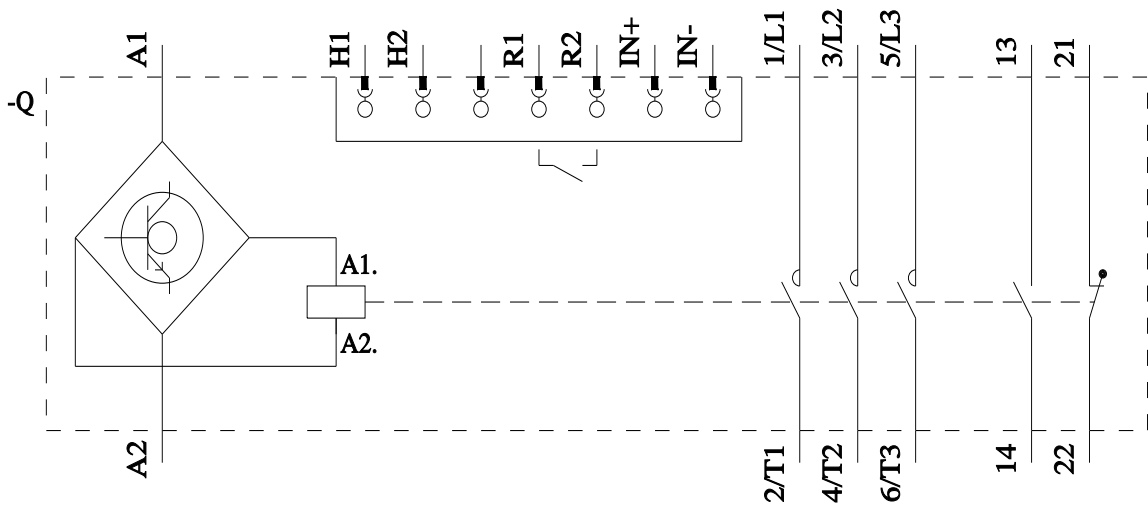 A1
H1
H2
R1
R2
IN+
IN-
1/L1
3/L2
5/L3
13
21
-Q
A1.
A2.
A2
2/T1
4/T2
6/T3
14
22